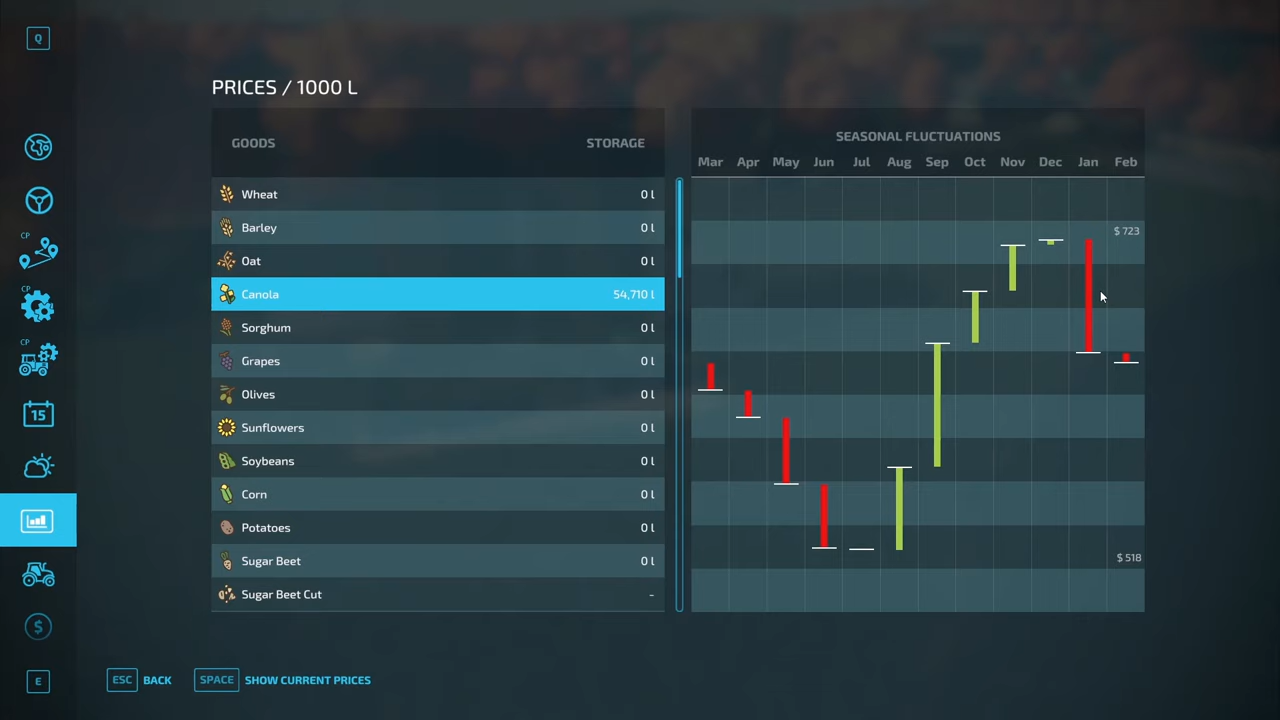 Q
PRICES / 1000 L
GOODS STORAGE
SEASONAL FLUCTUATIONS
Mar Apr May Jun Jul Aug Sep Oct Nov Dec Jan Feb
Wheat 0 l
$ 723
Barley 0 l
CP
Oat 0 l
CP
Canola 54,710 l
Sorghum 0 l
CP
Grapes 0 l
Olives 0 l
15
Sunflowers 0 l
Soybeans 0 l
Corn 0 l
Potatoes 0 l
$ 518
Sugar Beet 0 l
Sugar Beet Cut -
$
E
ESC BACK SPACE SHOW CURRENT PRICES